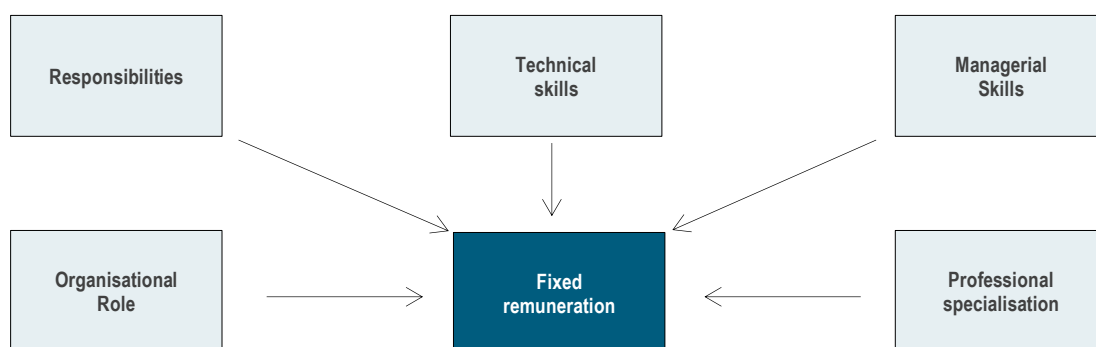 Responsibilities
Technical
skills
Managerial
Skills
Organisational
Role
Fixed
remuneration
Professional
specialisation